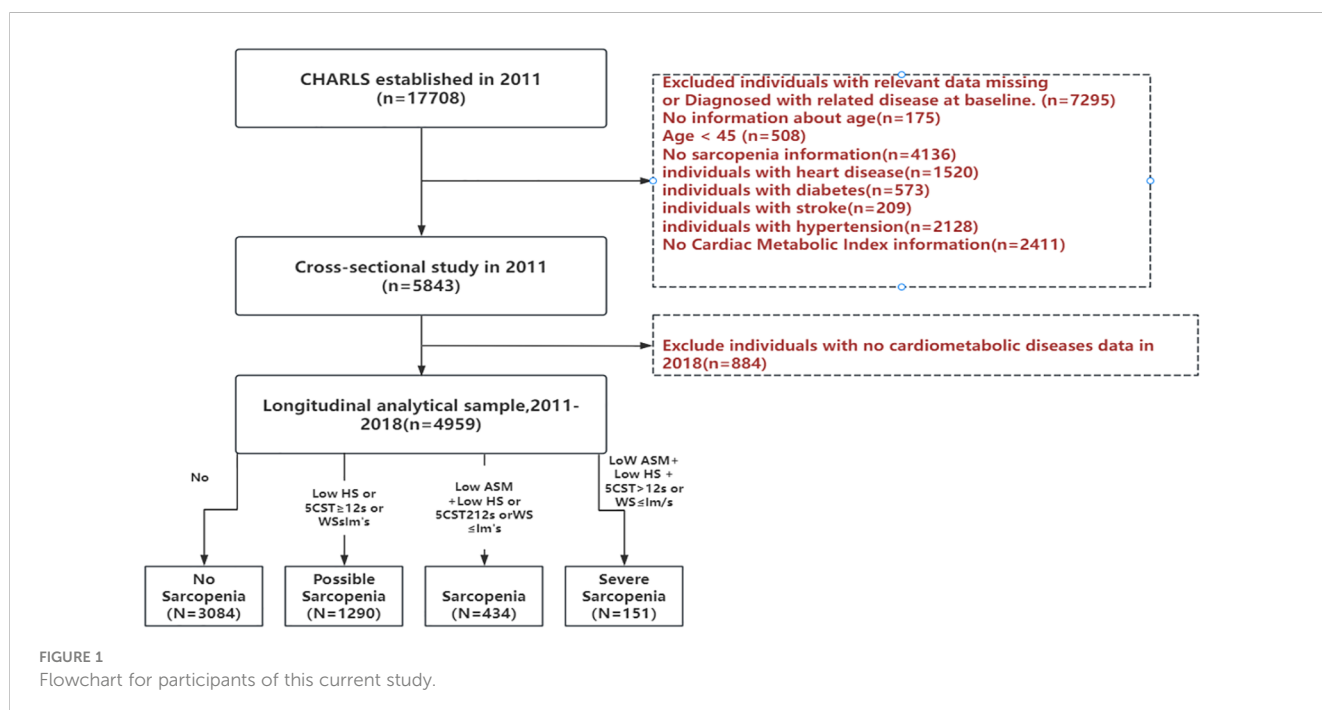 CHARLS established in 2011
(n=17708)
Excluded individuals with relevant data missing
or Diagnosed with related disease at baseline. (n=7295)
No information about age(n=175)
Age < 45 (n=508)
No sarcopenia information(n=4136)
individuals with heart disease(n=1520)
individuals with diabetes(n=573)
individuals with stroke(n=209)
individuals with hypertension(n=2128)
No Cardiac Metabolic Index information(n=2411)
Cross-sectional study in 2011
(n=5843)
Exclude individuals with no cardiometabolic diseases data in
2018(n=884)
Longitudinal analytical sample,2011-
2018(n=4959)
No
Low HS or
5CST≥12s or
WSsIm's
Low ASM
+Low HS or
5CST212s orWS
≤Im's
LoW ASM+
Low HS +
5CST>12s or
WS≤Im/s
No
Sarcopenia
(N=3084)
Possible
Sarcopenia
(N=1290)
Sarcopenia
(N=434)
Severe
Sarcopenia
(N=151)
FIGURE 1
Flowchart for participants of this current study.